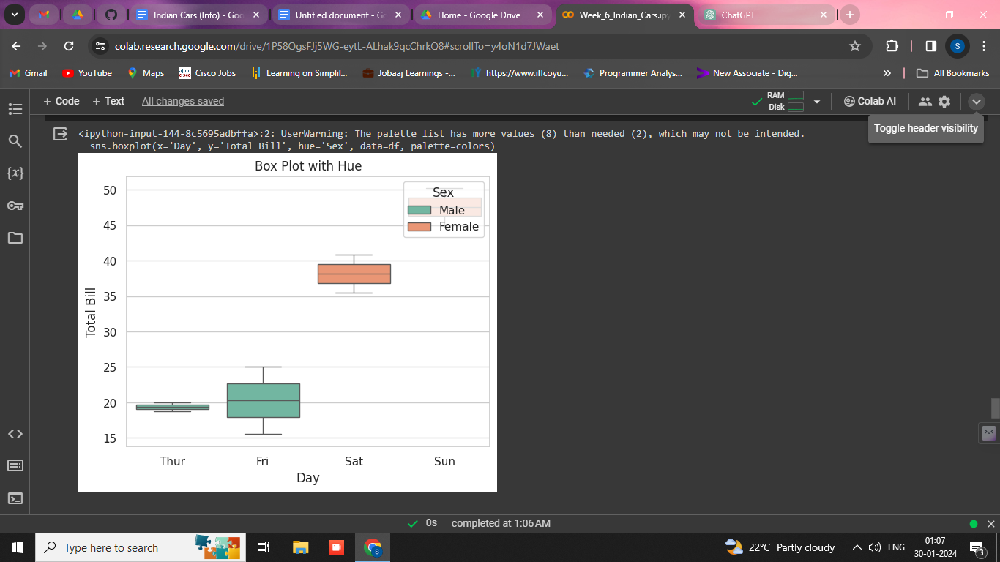 Indian Cars (Info) - Goo
Untitled document - Go
Home - Google Drive
Week_6_Indian_Cars.ipy
ChatGPT
colab.research.google.com/drive/1P58OgsFJj5WG-eytL-ALhak9qcChrkQ8#scrollTo=y4oN1d7JWaet
S
Gmail
YouTube
Maps
Cisco Jobs
Learning on Simplil...
Jobaaj Learnings -...
https://www.iffcoyu...
Programmer Analys...
New Associate - Dig...
»
All Bookmarks
+ Code
+ Text
All changes saved
RAM
Disk
Colab AI
Toggle header visibility
{x}
<ipython-input-144-8c5695adbffa>:2: UserWarning: The palette list has more values (8) than needed (2), which may not be intended.
sns.boxplot(x='Day', y='Total_Bill', hue='Sex', data=df, palette=colors)
Box Plot with Hue
Sex
Male
Female
50
45
40
35
30
25
20
15
Total Bill
Thur
Fri
Sat
Sun
Day
0s
completed at 1:06 AM
Type here to search
22°C Partly cloudy
ENG
01:07
30-01-2024
3